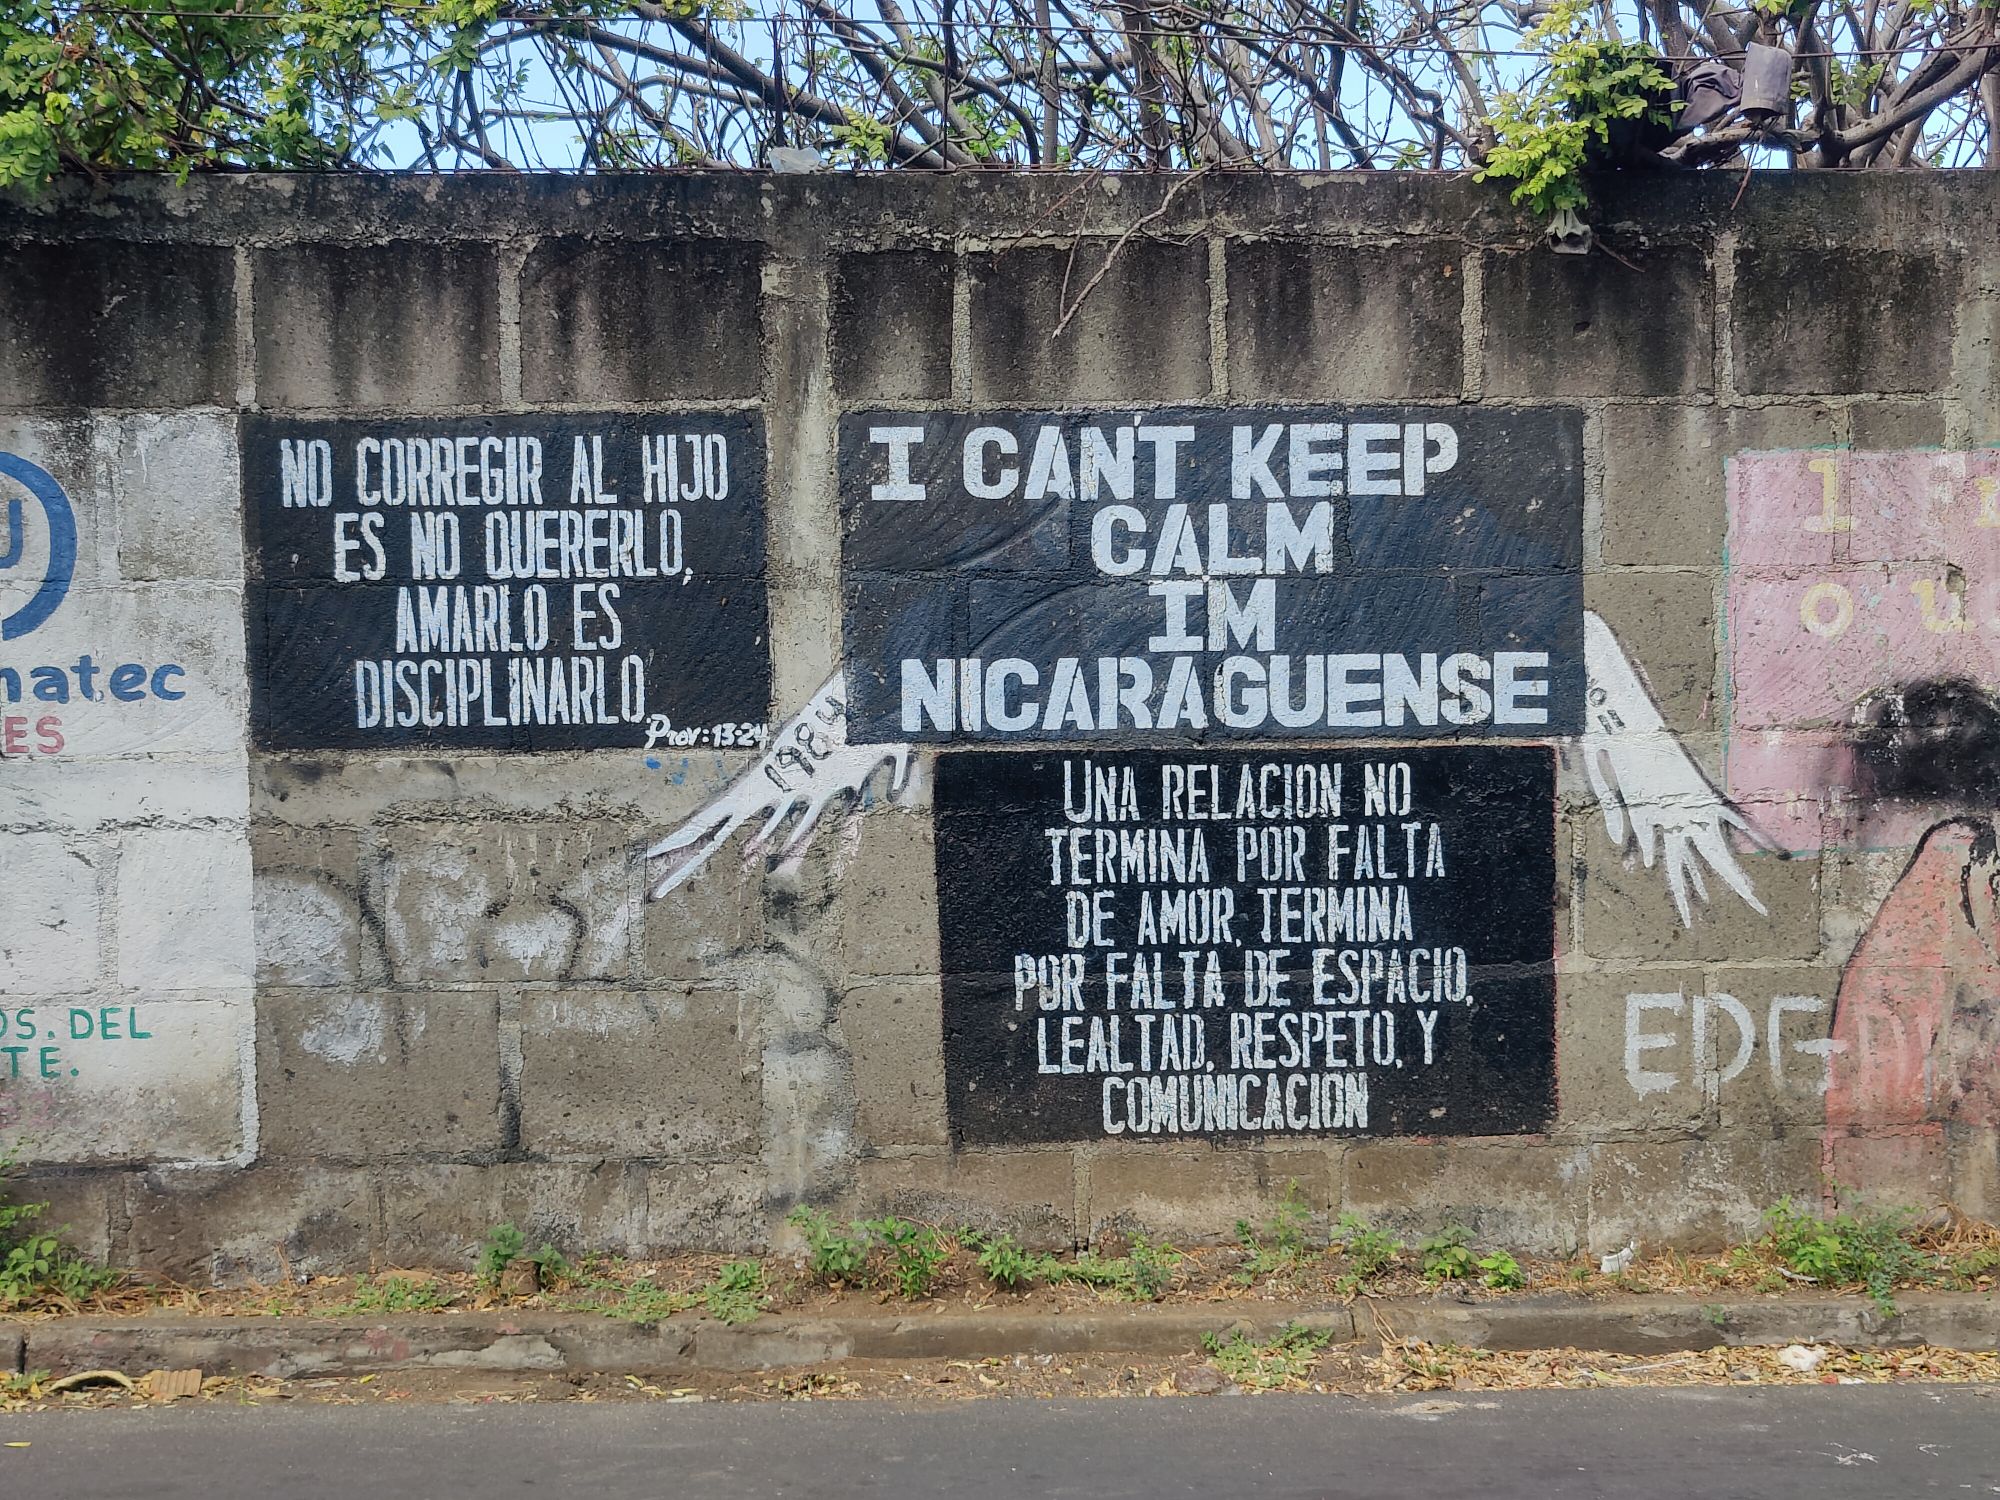 natec
ES
OS. DEL
TE.
NO CORREGIR AL HIJO
ES NO QUERERLO,
AMARLO ES
DISCIPLINARLO.
Prov: 13-24
1984
I CAN'T KEEP
CALM
IM
NICARAGUENSE
UNA RELACION NO
TERMINA POR FALTA
DE AMOR, TERMINA
POR FALTA DE ESPACIO,
LEALTAD, RESPETO, Y
COMUNICACION
EDG